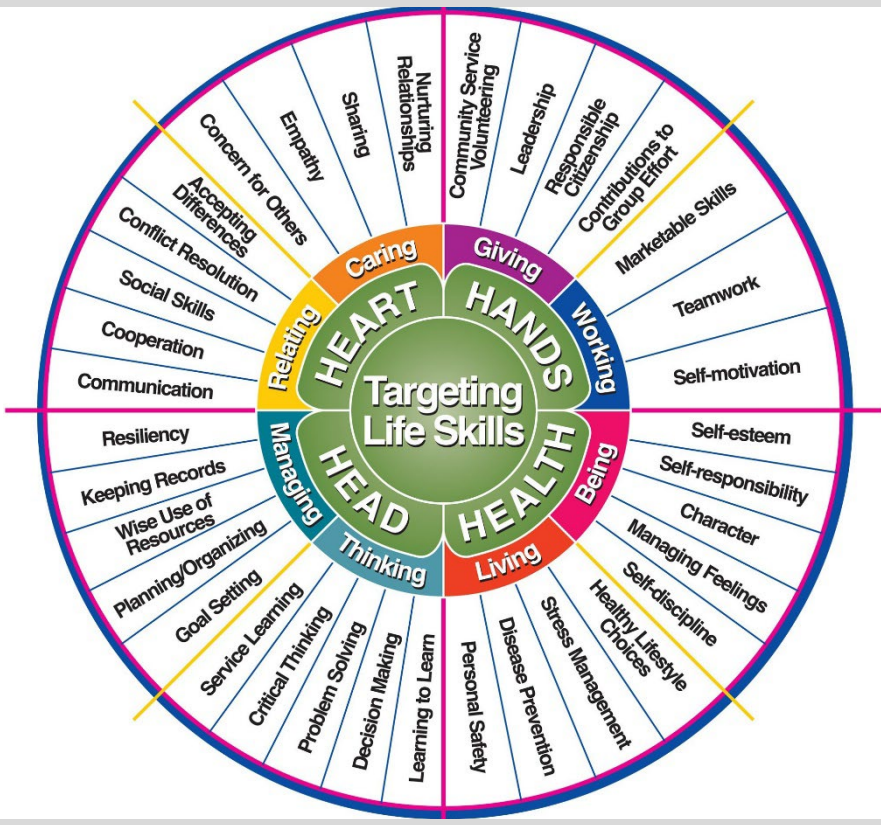 Targeting
Life Skills
HEART
HANDS
HEALTH
HEAD
Caring
Giving
Working
Being
Living
Thinking
Managing
Relating
Community Service
Volunteering
Leadership
Responsible
Citizenship
Contributions to
Group Effort
Marketable Skills
Teamwork
Self-motivation
Self-esteem
Self-responsibility
Character
Managing Feelings
Self-discipline
Healthy Lifestyle
Choices
Stress Management
Disease Prevention
Personal Safety
Learning to Learn
Decision Making
Problem Solving
Critical Thinking
Service Learning
Goal Setting
Planning/Organizing
Wise Use of
Resources
Keeping Records
Resiliency
Communication
Cooperation
Social Skills
Conflict Resolution
Accepting
Differences
Concern for Others
Empathy
Sharing
Nurturing
Relationships